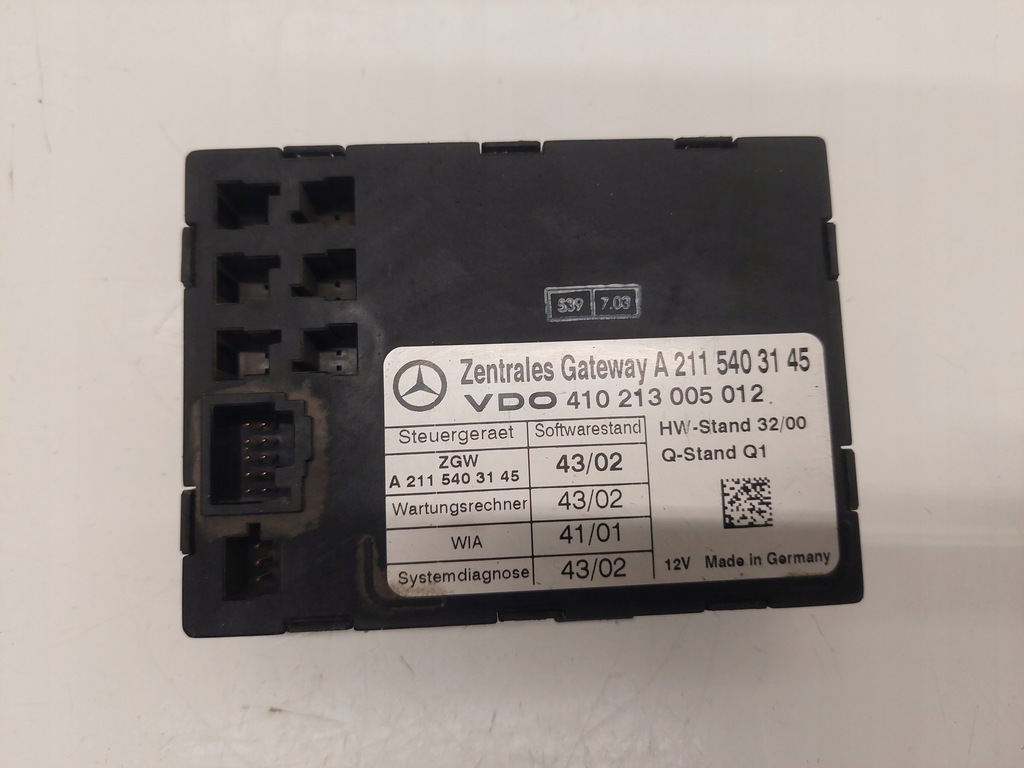 S39 7.03
Zentrales Gateway A 211 540 31 45
VDO 410 213 005 012
Steuergeraet Softwarestand
HW-Stand 32/00
ZGW
A 211 540 31 45 43/02
Q-Stand Q1
Wartungsrechner 43/02
WIA 41/01
Systemdiagnose 43/02
12V Made in Germany